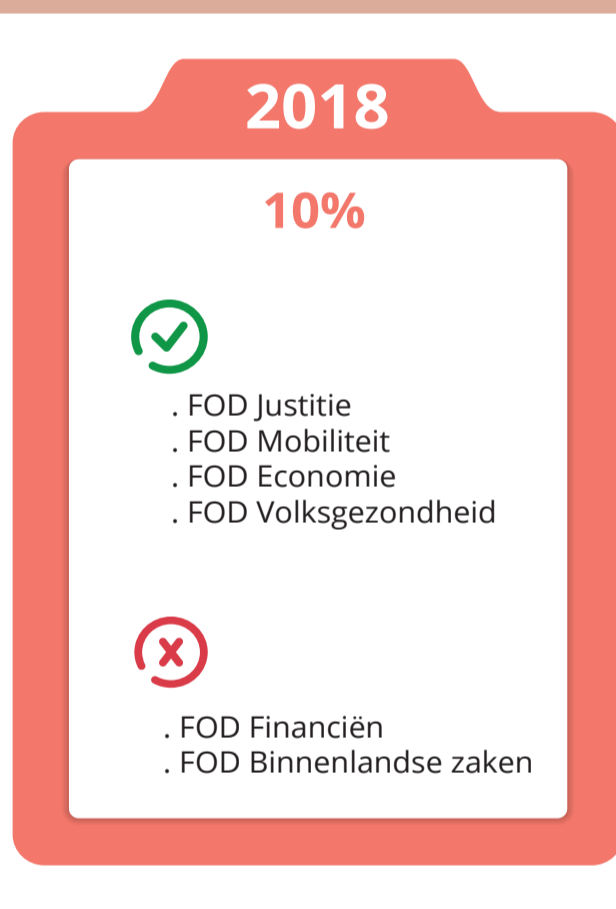 2018
10%
. FOD Justitie
. FOD Mobiliteit
. FOD Economie
. FOD Volksgezondheid
. FOD Financiën
. FOD Binnenlandse zaken